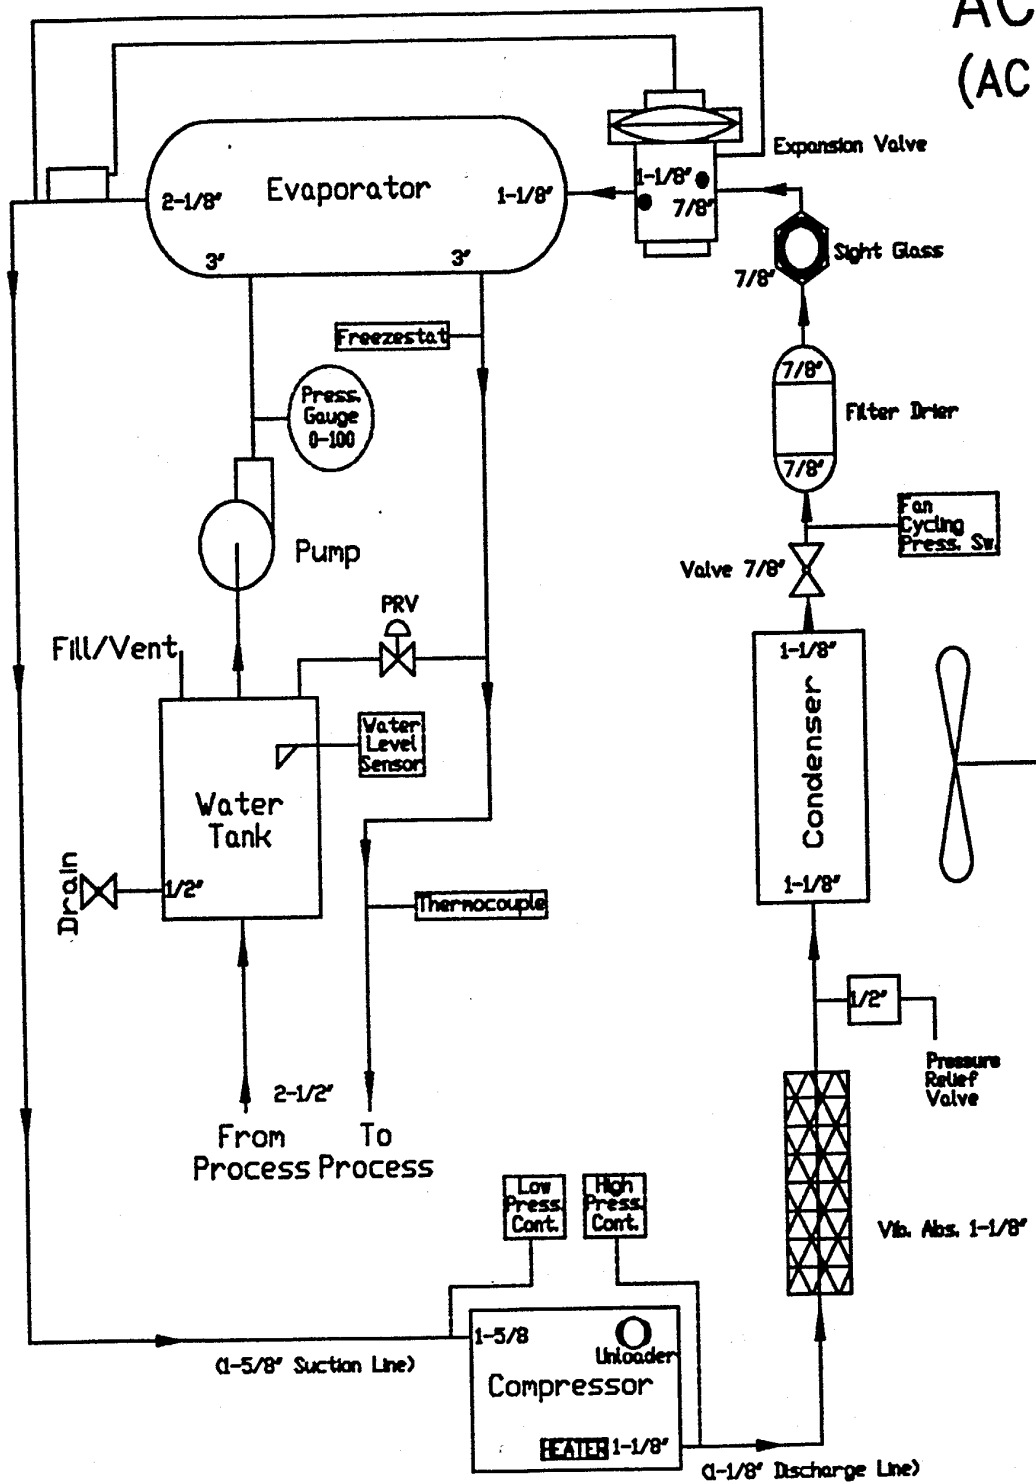 AC
(AC
Expansion Valve
Evaporator
2-1/8"
1-1/8"
1-1/8"
7/8"
3"
3"
Sight Glass
7/8"
Freezestat
Press.
Gauge
0-100
7/8"
Filter Drier
7/8"
Fan
Cycling
Press. Sw.
Pump
Valve 7/8"
PRV
Fill/Vent
1-1/8"
Condenser
1-1/8"
Water
Level
Sensor
Water
Tank
Drain
1/2"
Thermocouple
1/2"
Pressure
Relief
Valve
2-1/2"
From
Process
To
Process
Low
Press.
Cont.
High
Press.
Cont.
Vib. Abs. 1-1/8"
1-5/8
Unloader
(1-5/8" Suction Line)
Compressor
HEATER
1-1/8"
(1-1/8" Discharge Line)